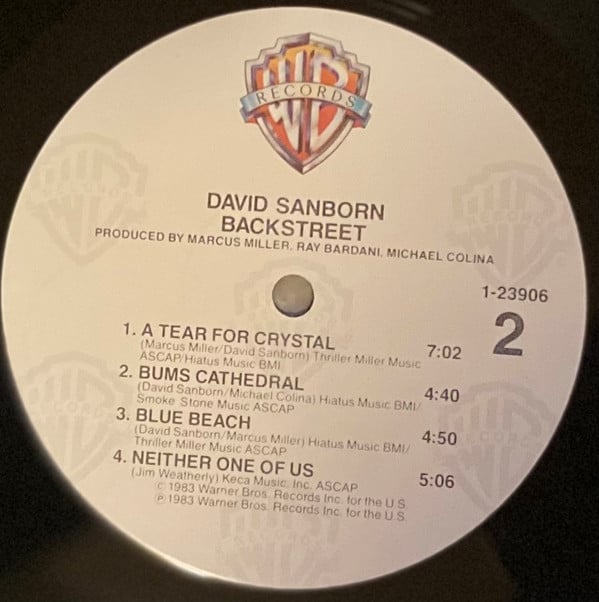 WB
RECORDS
DAVID SANBORN
BACKSTREET
PRODUCED BY MARCUS MILLER, RAY BARDANI, MICHAEL COLINA
1-23906
2
1. A TEAR FOR CRYSTAL 7:02
(Marcus Miller/David Sanborn) Thriller Miller Music
ASCAP/Hiatus Music BMI
2. BUMS CATHEDRAL 4:40
(David Sanborn/Michael Colina) Hiatus Music BMI/
Smoke Stone Music ASCAP
3. BLUE BEACH 4:50
(David Sanborn/Marcus Miller) Hiatus Music BMI/
Thriller Miller Music ASCAP
4. NEITHER ONE OF US 5:06
(Jim Weatherly) Keca Music, Inc. ASCAP
© 1983 Warner Bros. Records Inc. for the U.S.
℗ 1983 Warner Bros. Records Inc. for the U.S.